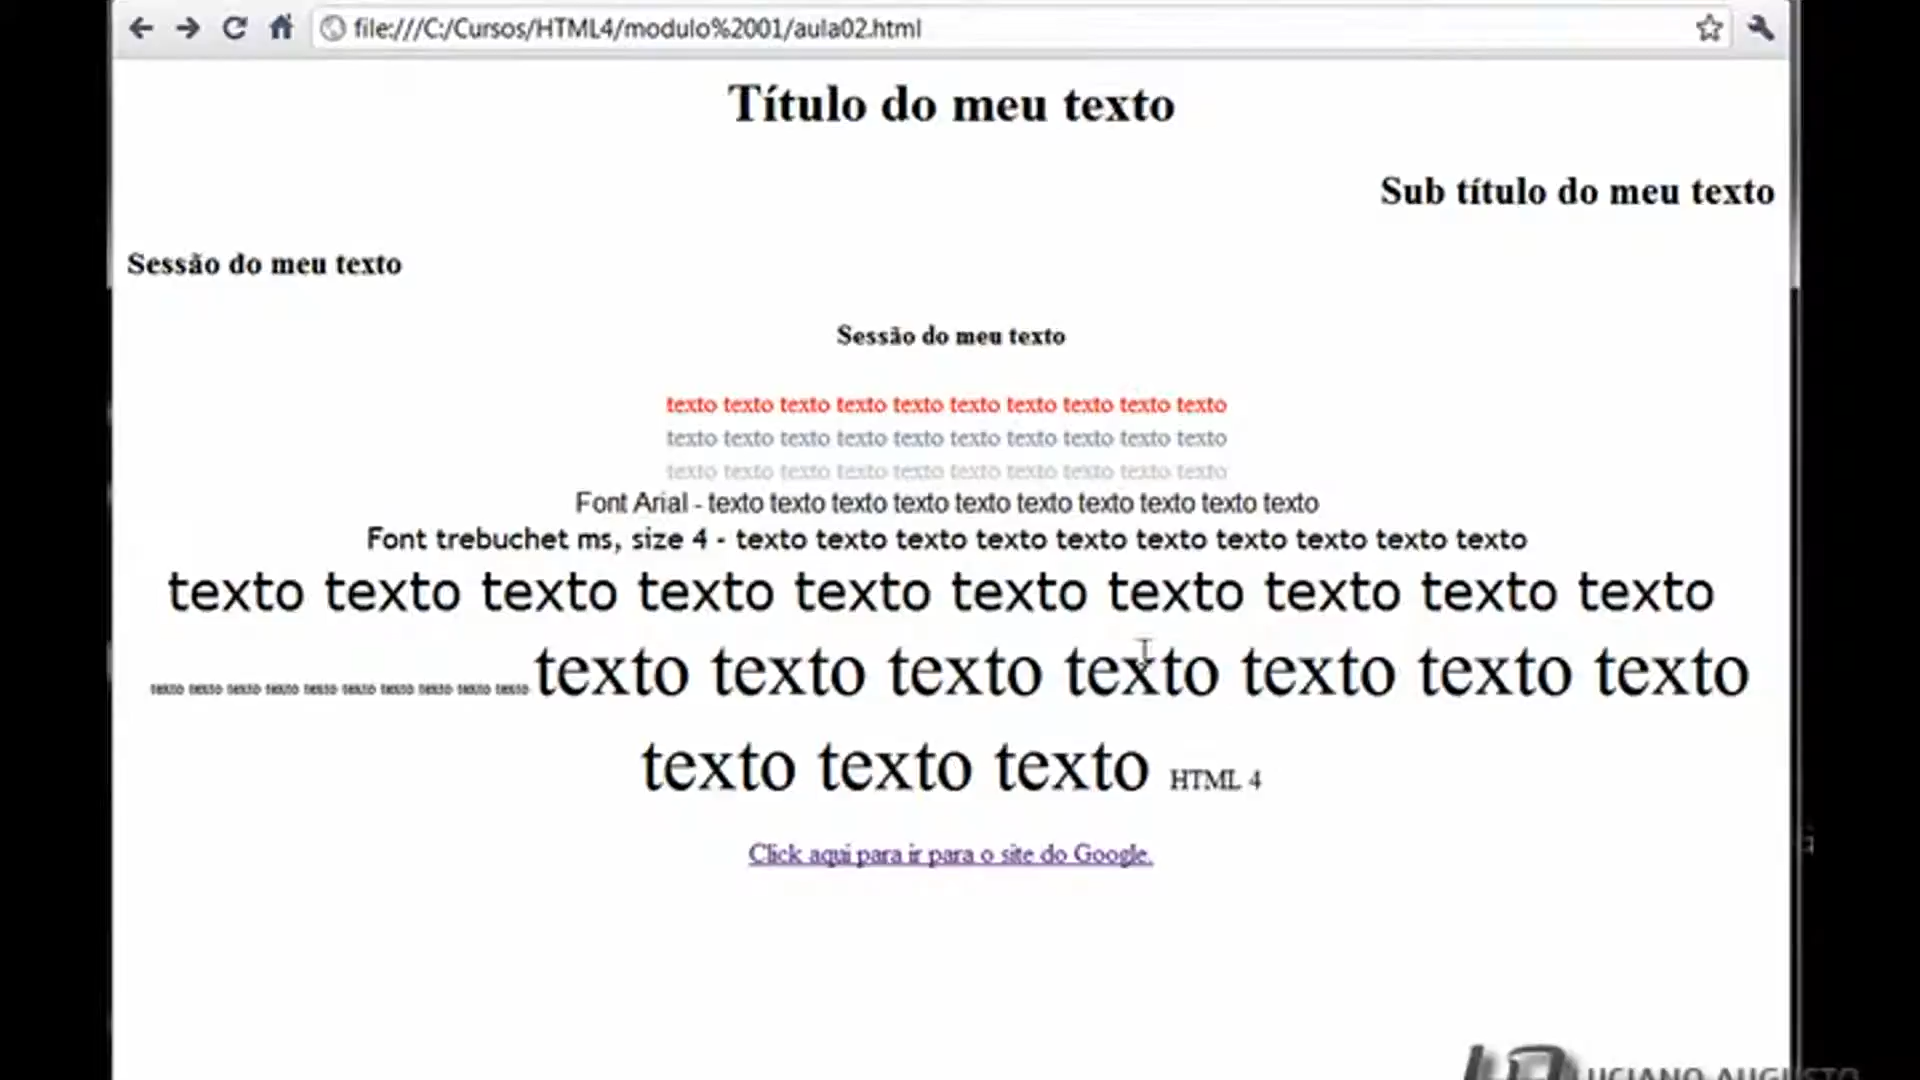 file:///C:/Cursos/HTML4/modulo%2001/aula02.html
Título do meu texto
Sub título do meu texto
Sessão do meu texto
Sessão do meu texto
texto texto texto texto texto texto texto texto texto texto
texto texto texto texto texto texto texto texto texto texto
texto texto texto texto texto texto texto texto texto texto
Font Arial - texto texto texto texto texto texto texto texto texto texto
Font trebuchet ms, size 4 - texto texto texto texto texto texto texto texto texto texto
texto texto texto texto texto texto texto texto texto texto
texto texto texto texto texto texto texto texto texto texto texto texto texto texto texto texto texto
texto texto texto HTML 4
Click aqui para ir para o site do Google.
LUCIANO AUGUSTO